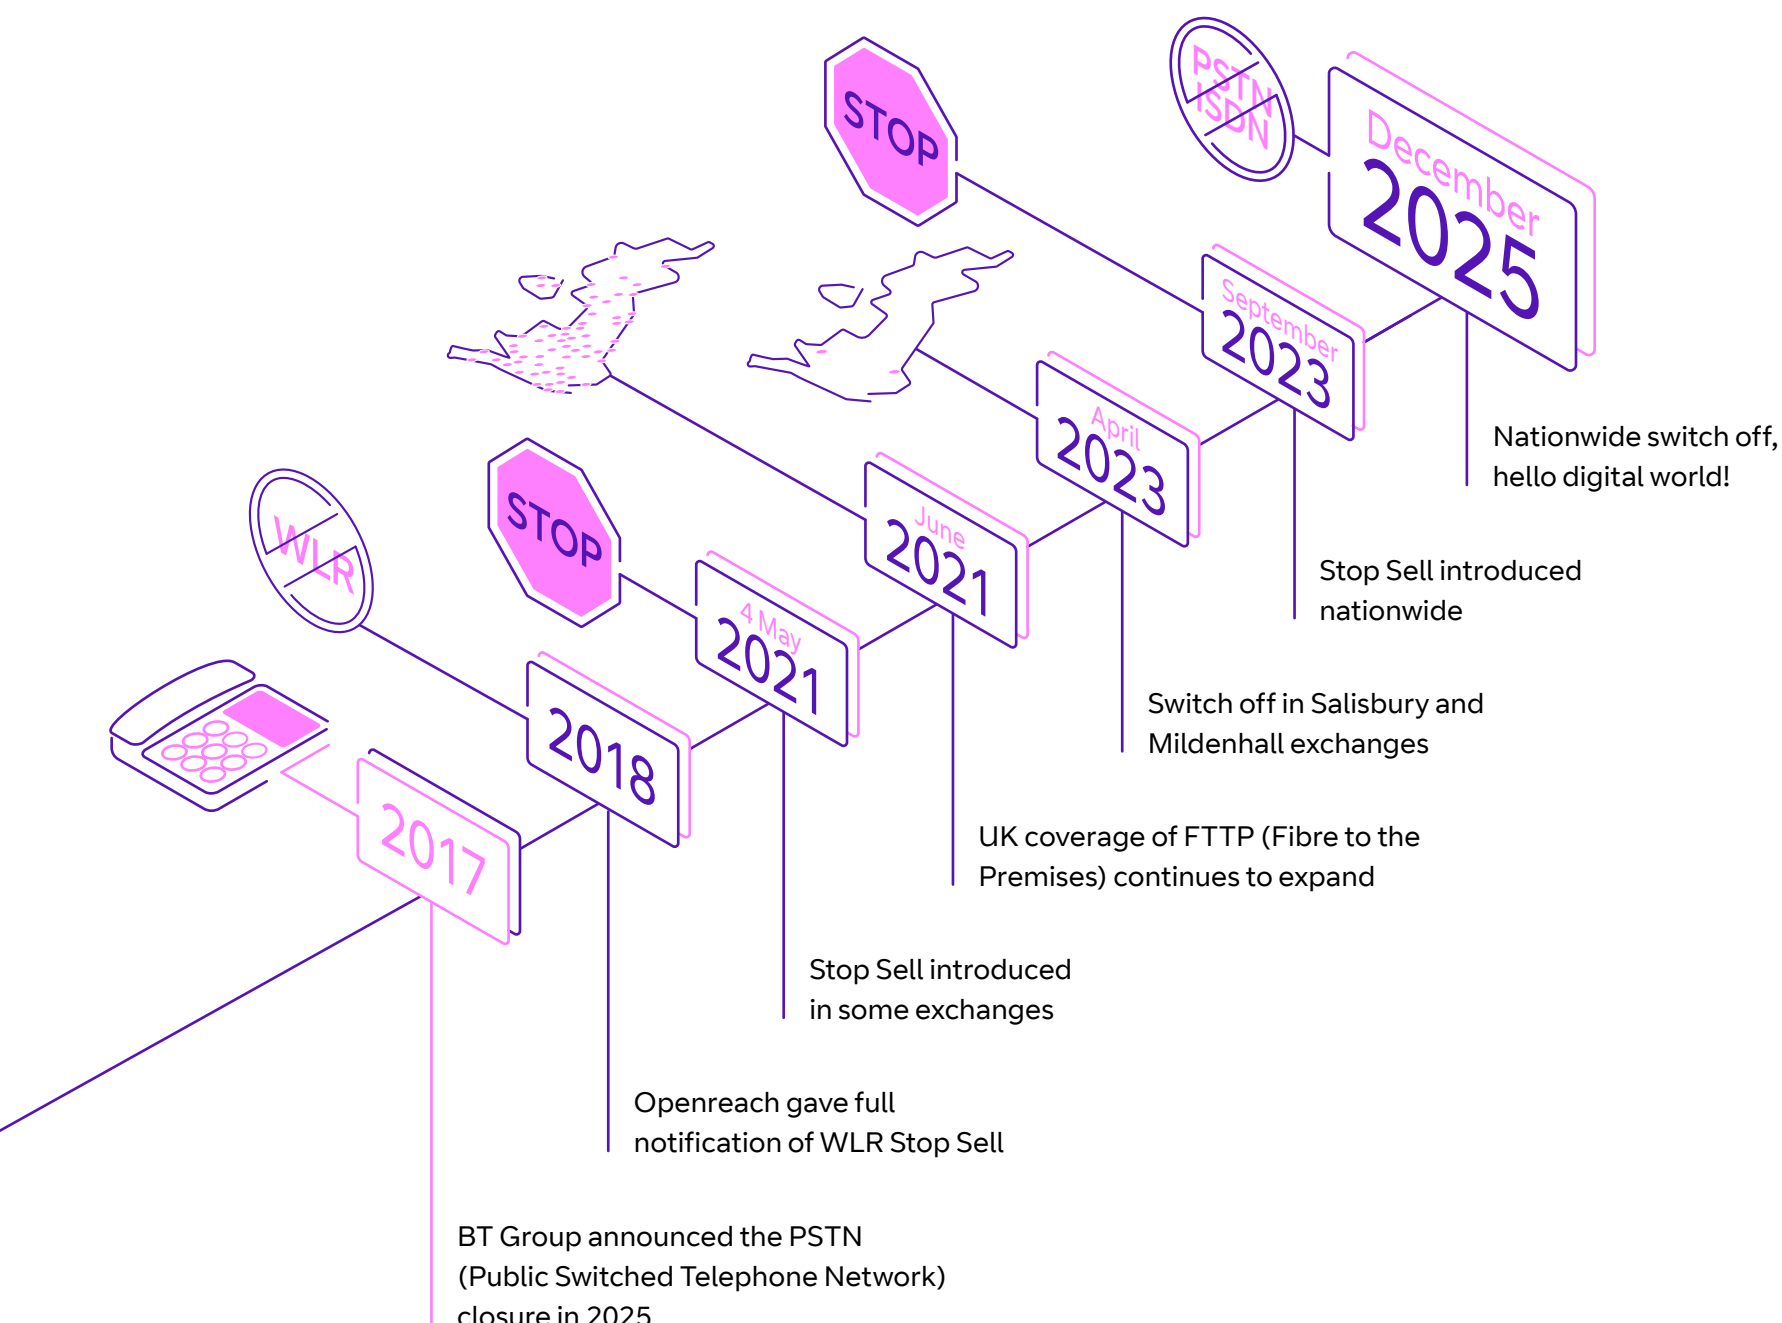 PSTN
ISDN
December
2025
Nationwide switch off,
hello digital world!
STOP
September
2023
Stop Sell introduced
nationwide
April
2023
Switch off in Salisbury and
Mildenhall exchanges
June
2021
UK coverage of FTTP (Fibre to the
Premises) continues to expand
STOP
4 May
2021
Stop Sell introduced
in some exchanges
WLR
2018
Openreach gave full
notification of WLR Stop Sell
2017
BT Group announced the PSTN
(Public Switched Telephone Network)
closure in 2025